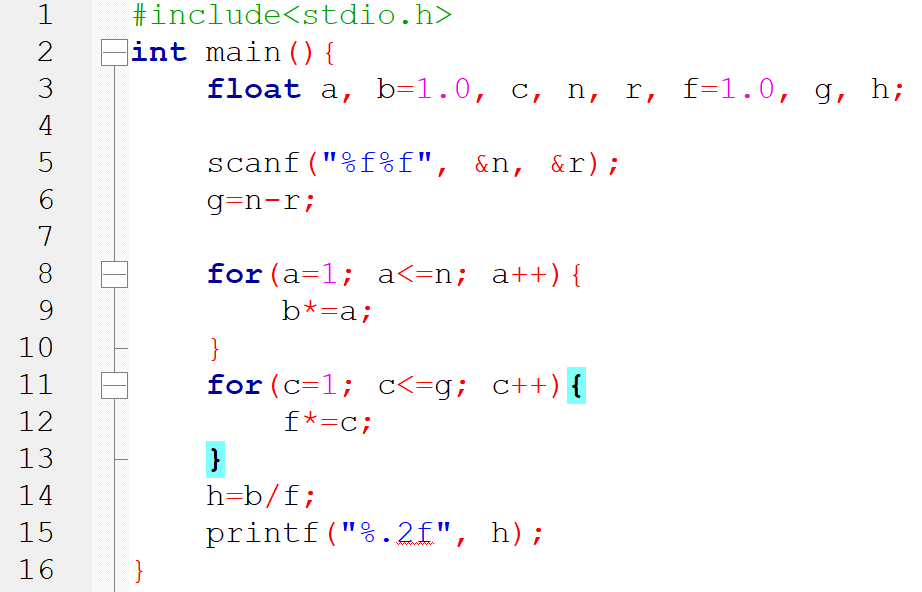 1 #include<stdio.h>
2 int main(){
3     float a, b=1.0, c, n, r, f=1.0, g, h;
4
5     scanf("%f%f", &n, &r);
6     g=n-r;
7
8     for(a=1; a<=n; a++){
9         b*=a;
10     }
11     for(c=1; c<=g; c++){
12         f*=c;
13     }
14     h=b/f;
15     printf("%.2f", h);
16 }